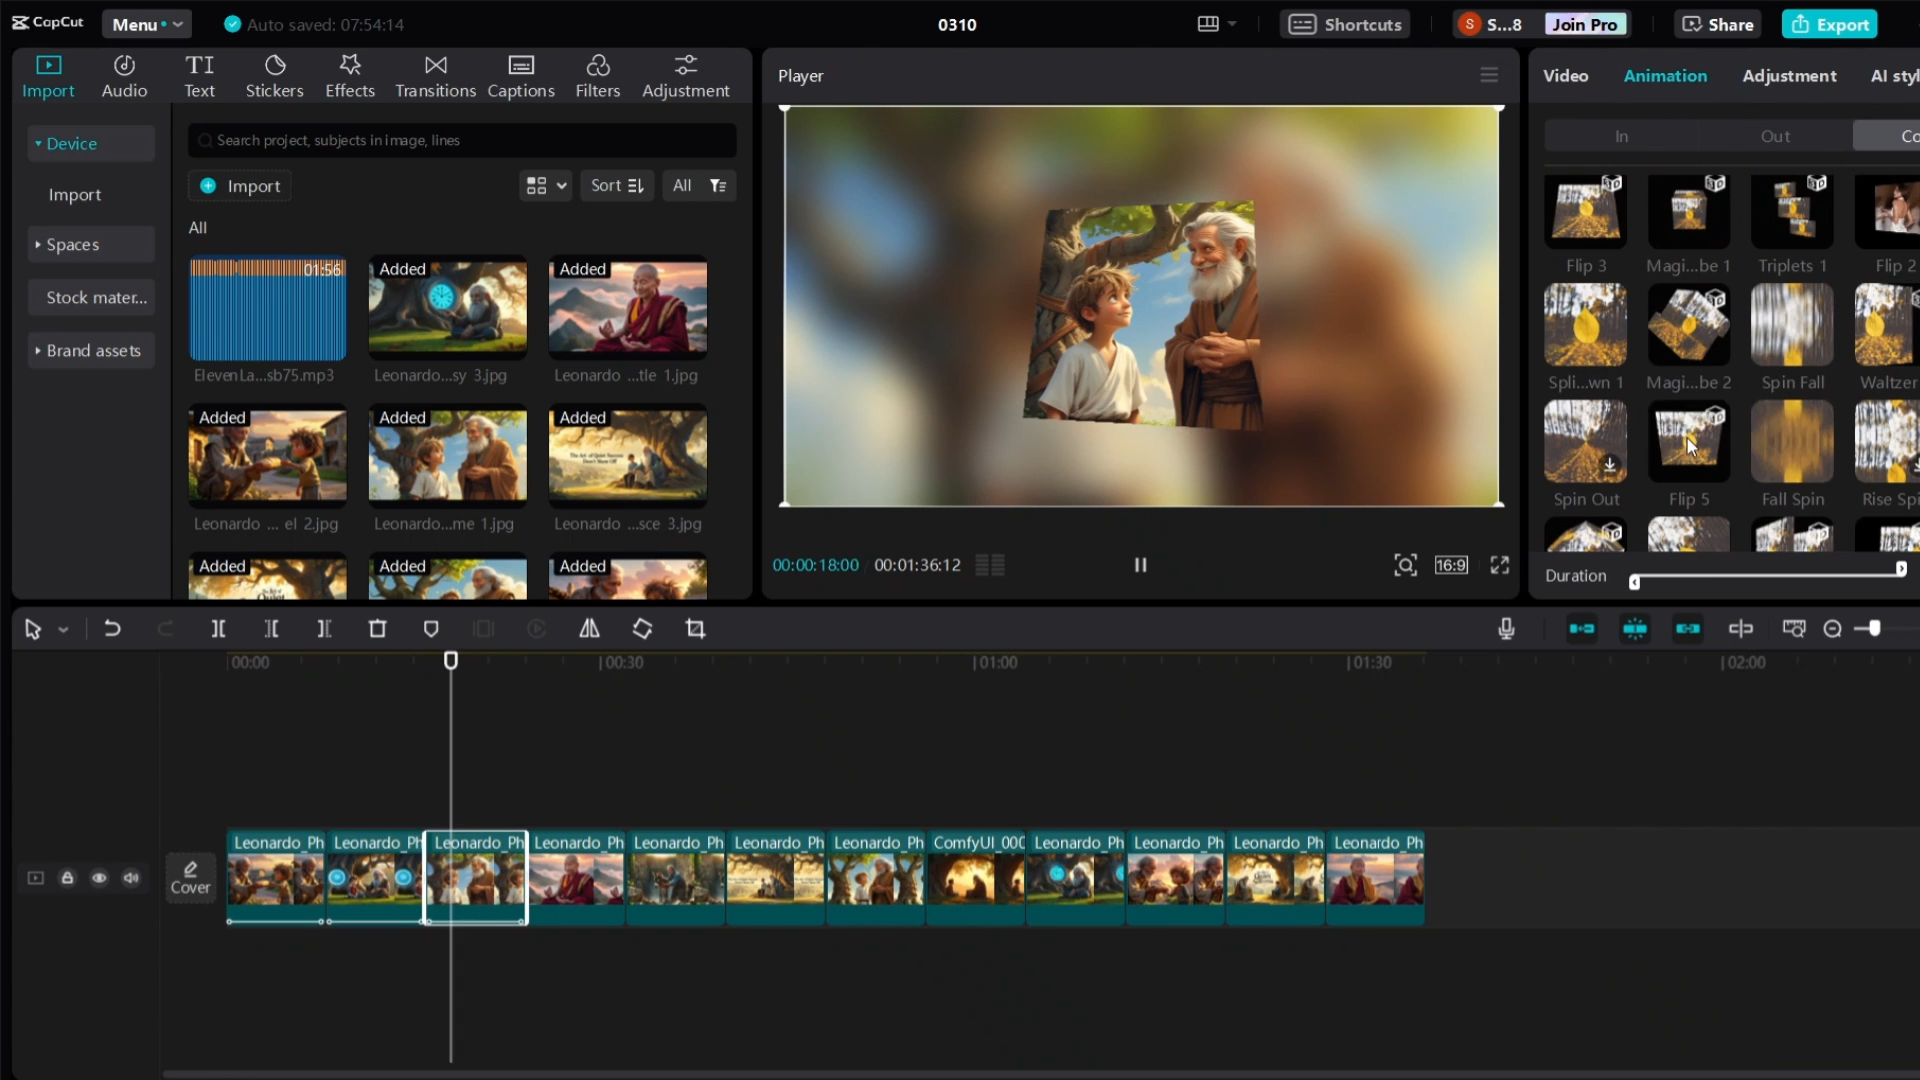 CapCut
Menu
Auto saved: 07:54:14
0310
Shortcuts
S
S...8
Join Pro
Share
Export
Import
Audio
TI
Text
Stickers
Effects
Transitions
Captions
Filters
Adjustment
Device
Import
Spaces
Stock mater...
Brand assets
Search project, subjects in image, lines
Import
Sort
All
All
01:56
ElevenLa...sb75.mp3
Added
Leonardo...sy 3.jpg
Added
Leonardo ...tle 1.jpg
Added
Leonardo ... el 2.jpg
Added
Leonardo...me 1.jpg
Added
Leonardo ...sce 3.jpg
Added
Added
Added
Player
00:00:18:00 / 00:01:36:12
16:9
Video
Animation
Adjustment
AI styl
In
Out
Co
Flip 3
Magi...be 1
Triplets 1
Flip 2
Spli...wn 1
Magi...be 2
Spin Fall
Waltzer
Spin Out
Flip 5
Fall Spin
Rise Spi
Duration
00:00
00:30
01:00
01:30
02:00
Cover
Leonardo_Ph
Leonardo_Ph
Leonardo_Ph
Leonardo_Ph
Leonardo_Ph
Leonardo_Ph
Leonardo_Ph
ComfyUI_000
Leonardo_Ph
Leonardo_Ph
Leonardo_Ph
Leonardo_Ph